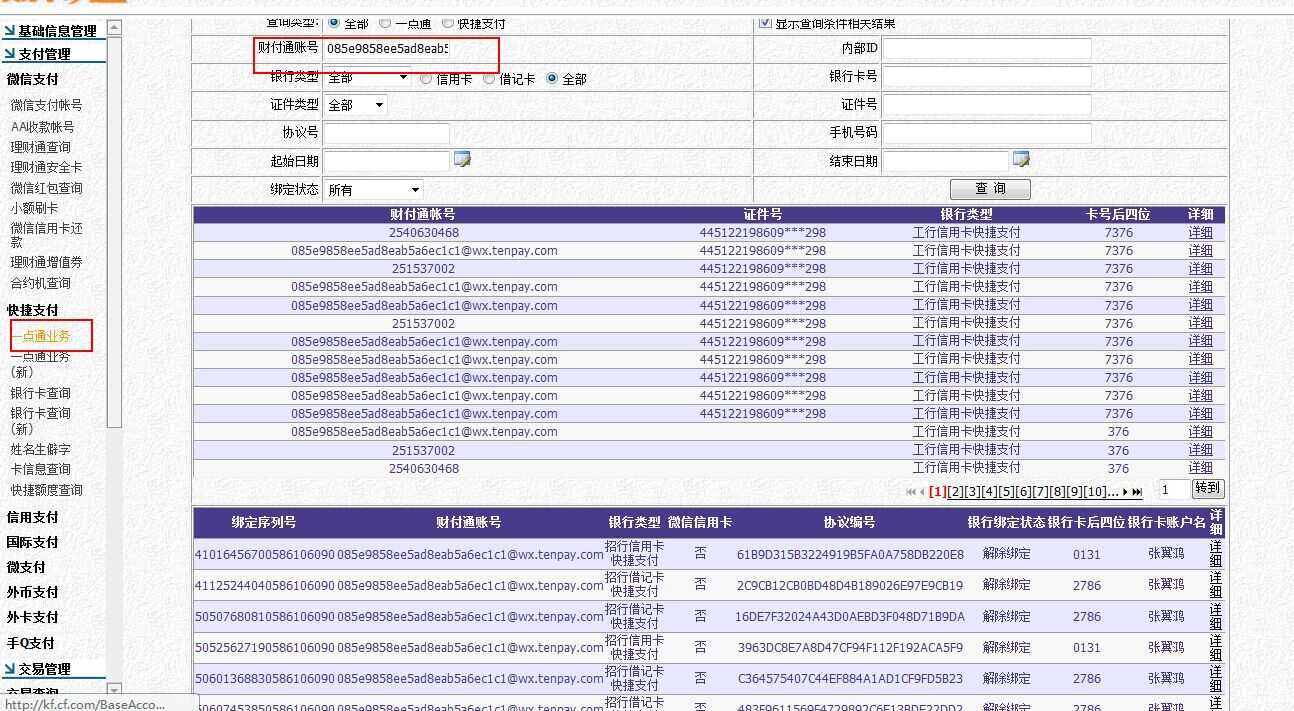 基础信息管理
支付管理
微信支付
微信支付帐号
AA收款帐号
理财通查询
理财通安全卡
微信红包查询
小额刷卡
微信信用卡还
款
理财通增值券
合约机查询
快捷支付
一点通业务
一点通业务
(新)
银行卡查询
银行卡查询
(新)
姓名生僻字
卡信息查询
快捷额度查询
信用支付
国际支付
微支付
外币支付
外卡支付
手Q支付
交易管理
交易查询
http://kf.cf.com/BaseAcco...
查询类型: 全部 一点通 快捷支付 显示查询条件相关结果
财付通账号 085e9858ee5ad8eab5 内部ID
银行类型 全部 信用卡 借记卡 全部 银行卡号
证件类型 全部 证件号
协议号 手机号码
起始日期 结束日期
绑定状态 所有 查 询
财付通帐号 证件号 银行类型 卡号后四位 详细
2540630468 445122198609***298 工行信用卡快捷支付 7376 详细
085e9858ee5ad8eab5a6ec1c1@wx.tenpay.com 445122198609***298 工行信用卡快捷支付 7376 详细
251537002 445122198609***298 工行信用卡快捷支付 7376 详细
085e9858ee5ad8eab5a6ec1c1@wx.tenpay.com 445122198609***298 工行信用卡快捷支付 7376 详细
085e9858ee5ad8eab5a6ec1c1@wx.tenpay.com 445122198609***298 工行信用卡快捷支付 7376 详细
251537002 445122198609***298 工行信用卡快捷支付 7376 详细
085e9858ee5ad8eab5a6ec1c1@wx.tenpay.com 445122198609***298 工行信用卡快捷支付 7376 详细
085e9858ee5ad8eab5a6ec1c1@wx.tenpay.com 445122198609***298 工行信用卡快捷支付 7376 详细
085e9858ee5ad8eab5a6ec1c1@wx.tenpay.com 445122198609***298 工行信用卡快捷支付 7376 详细
085e9858ee5ad8eab5a6ec1c1@wx.tenpay.com 445122198609***298 工行信用卡快捷支付 7376 详细
085e9858ee5ad8eab5a6ec1c1@wx.tenpay.com 445122198609***298 工行信用卡快捷支付 7376 详细
085e9858ee5ad8eab5a6ec1c1@wx.tenpay.com 工行信用卡快捷支付 376 详细
251537002 工行信用卡快捷支付 376 详细
2540630468 工行信用卡快捷支付 376 详细
[1][2][3][4][5][6][7][8][9][10]... 1 转到
绑定序列号 财付通账号 银行类型 微信信用卡 协议编号 银行绑定状态 银行卡后四位 银行卡账户名 详细
41016456700586106090 085e9858ee5ad8eab5a6ec1c1@wx.tenpay.com 招行信用卡快捷支付 否 61B9D315B3224919B5FA0A758DB220E8 解除绑定 0131 张翼鸿 详细
41125244040586106090 085e9858ee5ad8eab5a6ec1c1@wx.tenpay.com 招行借记卡快捷支付 否 2C9CB12CB0BD48D4B189026E97E9CB19 解除绑定 2786 张翼鸿 详细
50507680810586106090 085e9858ee5ad8eab5a6ec1c1@wx.tenpay.com 招行借记卡快捷支付 否 16DE7F32024A43D0AEBD3F048D71B9DA 解除绑定 2786 张翼鸿 详细
50525627190586106090 085e9858ee5ad8eab5a6ec1c1@wx.tenpay.com 招行信用卡快捷支付 否 3963DC8E7A8D47CF94F112F192ACA5F9 解除绑定 0131 张翼鸿 详细
50601368830586106090 085e9858ee5ad8eab5a6ec1c1@wx.tenpay.com 招行借记卡快捷支付 否 C364575407C44EF884A1AD1CF9FD5B23 解除绑定 2786 张翼鸿 详细
50607453850586106090 085e9858ee5ad8eab5a6ec1c1@wx.tenpay.com 招行借记卡 否 解除绑定 2786 张翼鸿 详